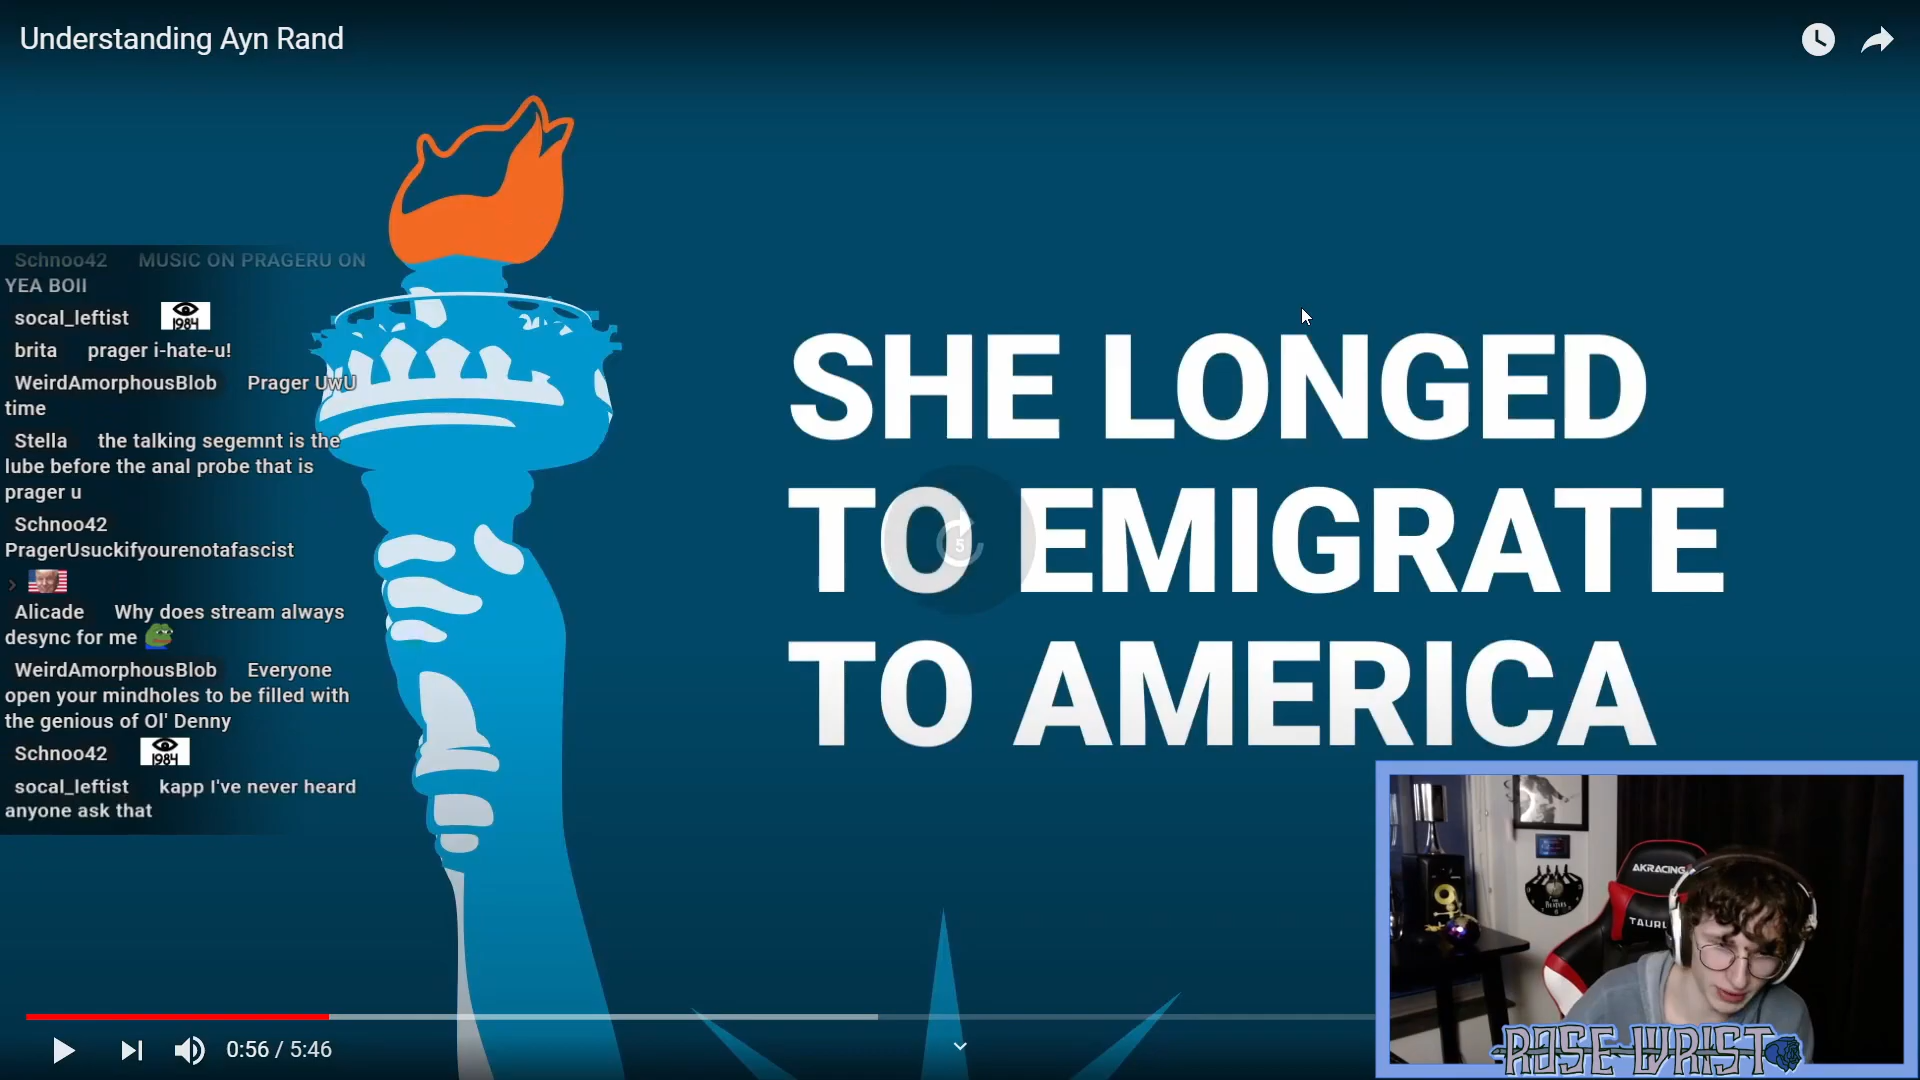 Understanding Ayn Rand
Schnoo42 MUSIC ON PRAGERU ON
YEA BOII
socal_leftist 1984
brita prager i-hate-u!
WeirdAmorphousBlob Prager UwU
time
Stella the talking segemnt is the
lube before the anal probe that is
prager u
Schnoo42
PragerUsuckifyourenotafascist
Alicade Why does stream always
desync for me
WeirdAmorphousBlob Everyone
open your mindholes to be filled with
the genious of Ol' Denny
Schnoo42 1984
socal_leftist kapp I've never heard
anyone ask that
SHE LONGED
TO EMIGRATE
TO AMERICA
5
0:56 / 5:46
AKRACING
TAURU
ROSE WRIST